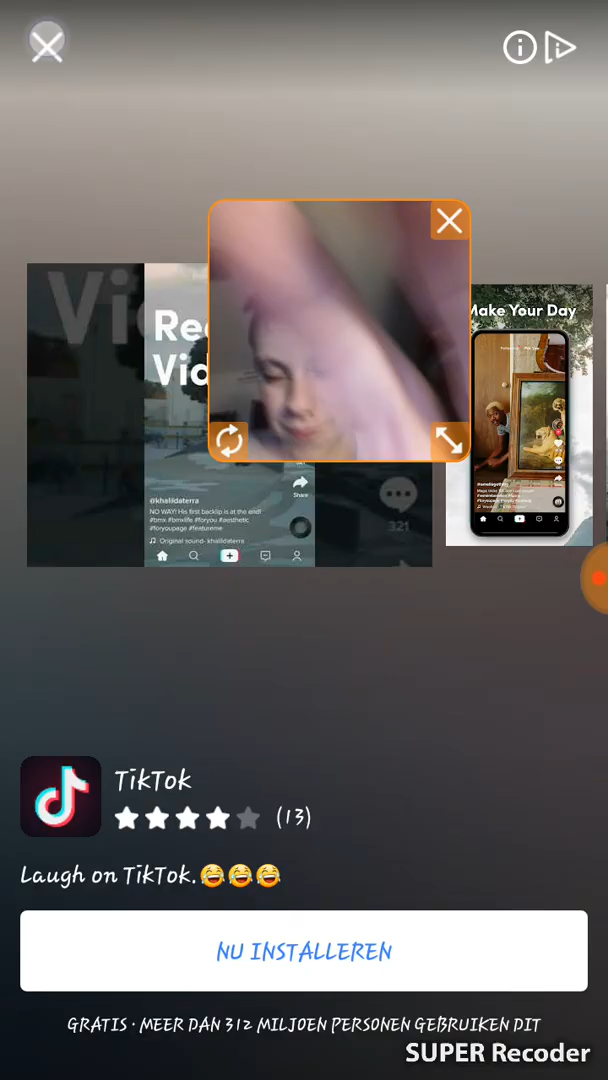 Vi
Rec
Vid
Make Your Day
Share
@khalildaterra
NO WAY! His first backlip is at the end!
#bmx #bmxlife #foryou #aesthetic
#foryoupage #featureme
Original sound- khalildaterra
321
TikTok
(13)
Laugh on TikTok.😂😂😂
NU INSTALLEREN
GRATIS · MEER DAN 312 MILJOEN PERSONEN GEBRUIKEN DIT
SUPER Recoder